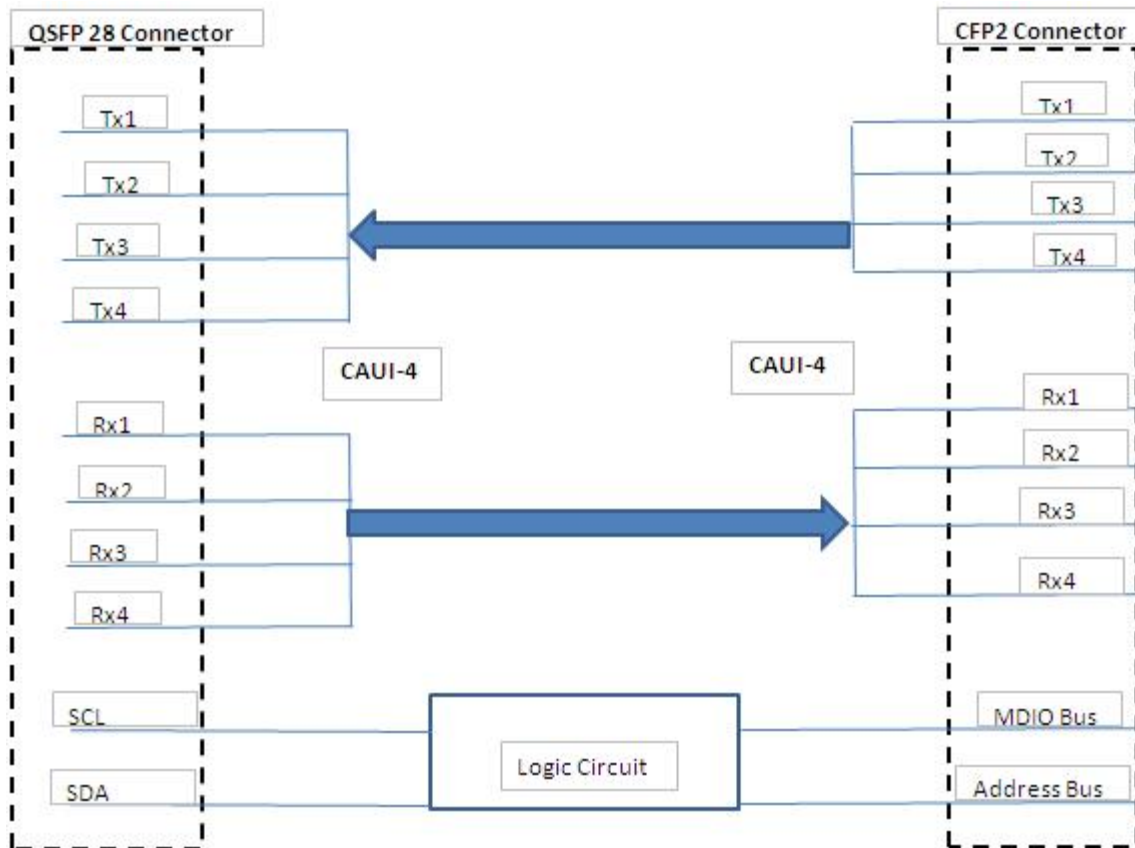 QSFP 28 Connector
CFP2 Connector
Tx1
Tx2
Tx3
Tx4
Tx1
Tx2
Tx3
Tx4
CAUI-4
CAUI-4
Rx1
Rx2
Rx3
Rx4
Rx1
Rx2
Rx3
Rx4
SCL
SDA
Logic Circuit
MDIO Bus
Address Bus